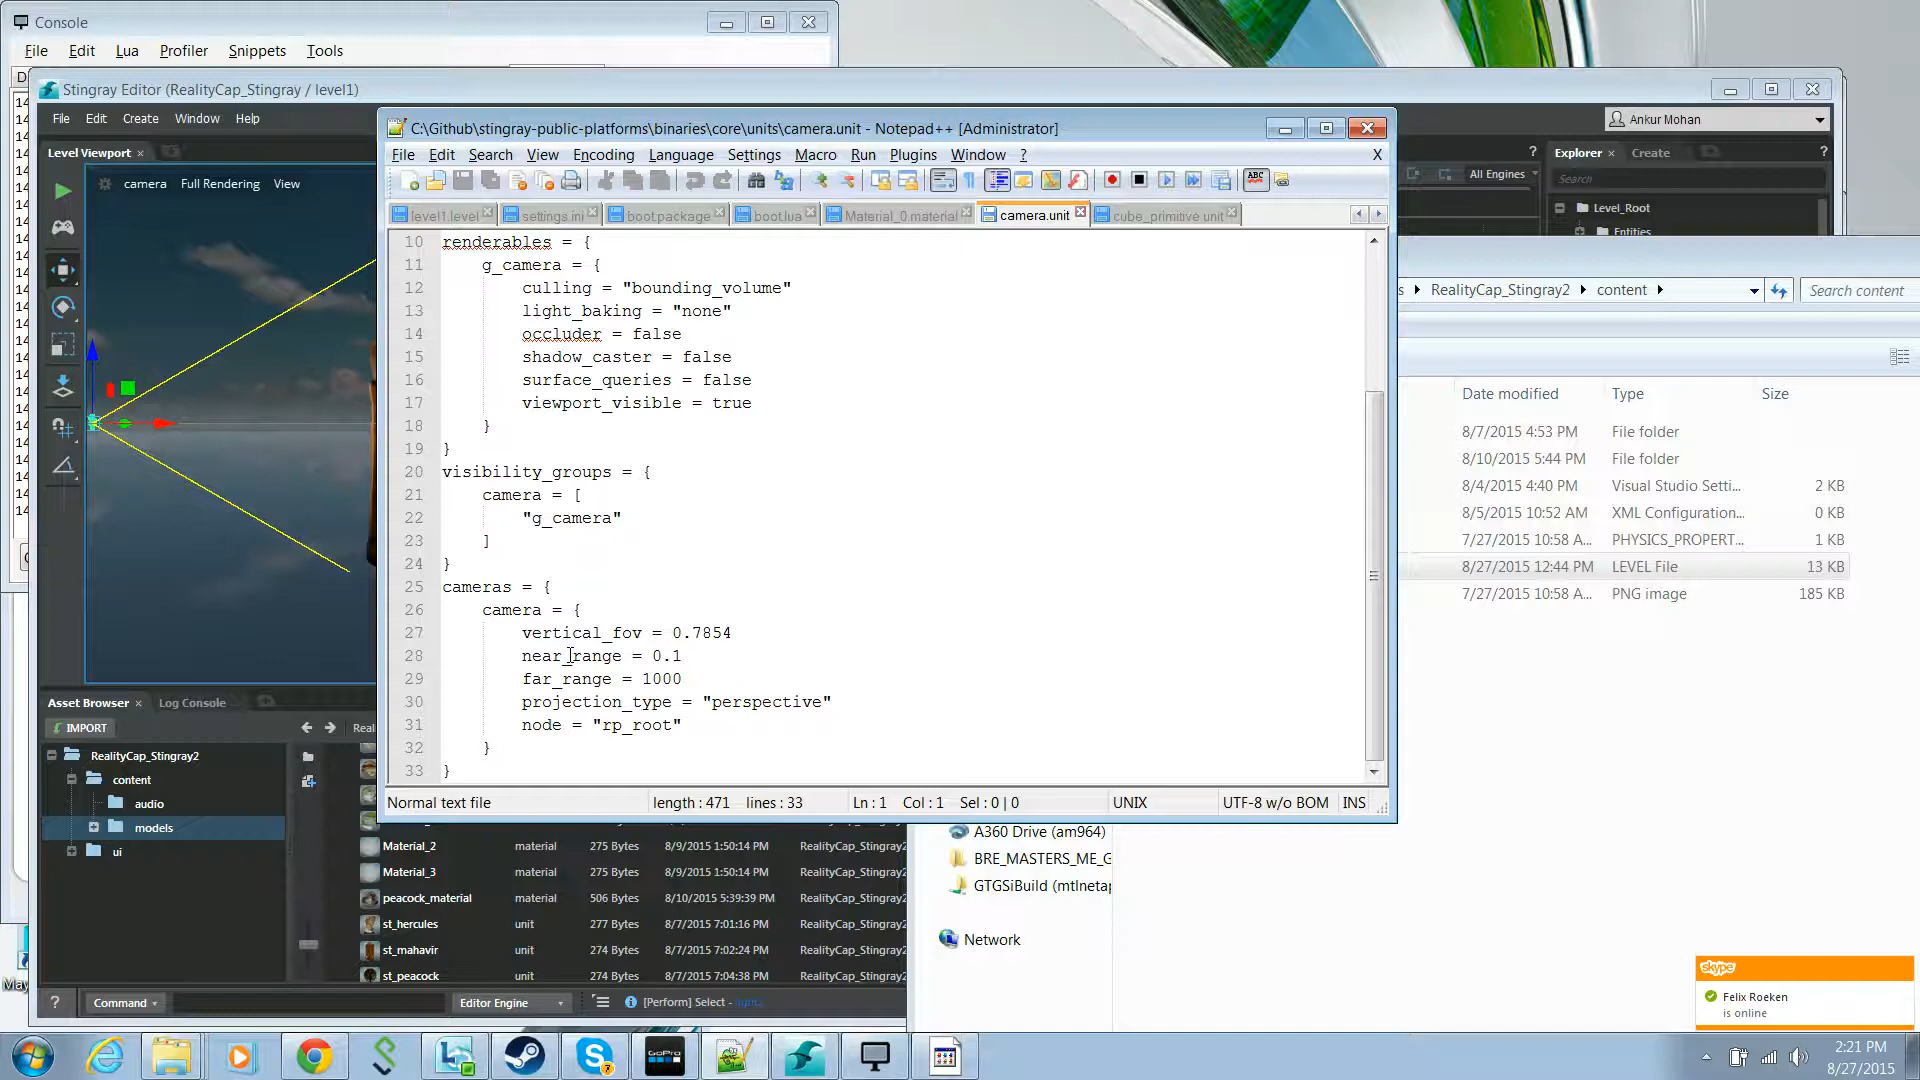 Console
File Edit Lua Profiler Snippets Tools
Stingray Editor (RealityCap_Stingray / level1)
File Edit Create Window Help
Ankur Mohan
Level Viewport
camera Full Rendering View
All Engines
Explorer Create
Search
Level_Root
Entities
C:\Github\stingray-public-platforms\binaries\core\units\camera.unit - Notepad++ [Administrator]
File Edit Search View Encoding Language Settings Macro Run Plugins Window ? X
level1.level settings.ini boot.package boot.lua Material_0.material camera.unit cube_primitive.unit
10 renderables = {
11 g_camera = {
12 culling = "bounding_volume"
13 light_baking = "none"
14 occluder = false
15 shadow_caster = false
16 surface_queries = false
17 viewport_visible = true
18 }
19 }
20 visibility_groups = {
21 camera = [
22 "g_camera"
23 ]
24 }
25 cameras = {
26 camera = {
27 vertical_fov = 0.7854
28 near_range = 0.1
29 far_range = 1000
30 projection_type = "perspective"
31 node = "rp_root"
32 }
33 }
Normal text file length : 471 lines : 33 Ln : 1 Col : 1 Sel : 0 | 0 UNIX UTF-8 w/o BOM INS
RealityCap_Stingray2 content Search content
Date modified Type Size
8/7/2015 4:53 PM File folder
8/10/2015 5:44 PM File folder
8/4/2015 4:40 PM Visual Studio Setti... 2 KB
8/5/2015 10:52 AM XML Configuration... 0 KB
7/27/2015 10:58 A... PHYSICS_PROPERT... 1 KB
8/27/2015 12:44 PM LEVEL File 13 KB
7/27/2015 10:58 A... PNG image 185 KB
Asset Browser Log Console
IMPORT
RealityCap_Stingray2
content
audio
models
ui
Material_2 material 275 Bytes 8/9/2015 1:50:14 PM RealityCap_Stingray2
Material_3 material 275 Bytes 8/9/2015 1:50:14 PM RealityCap_Stingray2
peacock_material material 506 Bytes 8/10/2015 5:39:39 PM RealityCap_Stingray2
st_hercules unit 277 Bytes 8/7/2015 7:01:16 PM RealityCap_Stingray2
st_mahavir unit 274 Bytes 8/7/2015 7:02:24 PM RealityCap_Stingray2
st_peacock unit 274 Bytes 8/7/2015 7:04:38 PM RealityCap_Stingray2
? Command Editor Engine [Perform] Select -
A360 Drive (am964)
BRE_MASTERS_ME_G
GTGSiBuild (mtlnetap
Network
skype
Felix Roeken
is online
GoPro
2:21 PM
8/27/2015